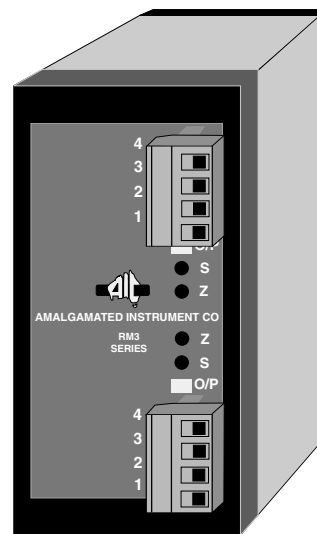 4
3
2
1
O/P
S
Z
AIC
AMALGAMATED INSTRUMENT CO
RM3
SERIES
Z
S
O/P
4
3
2
1